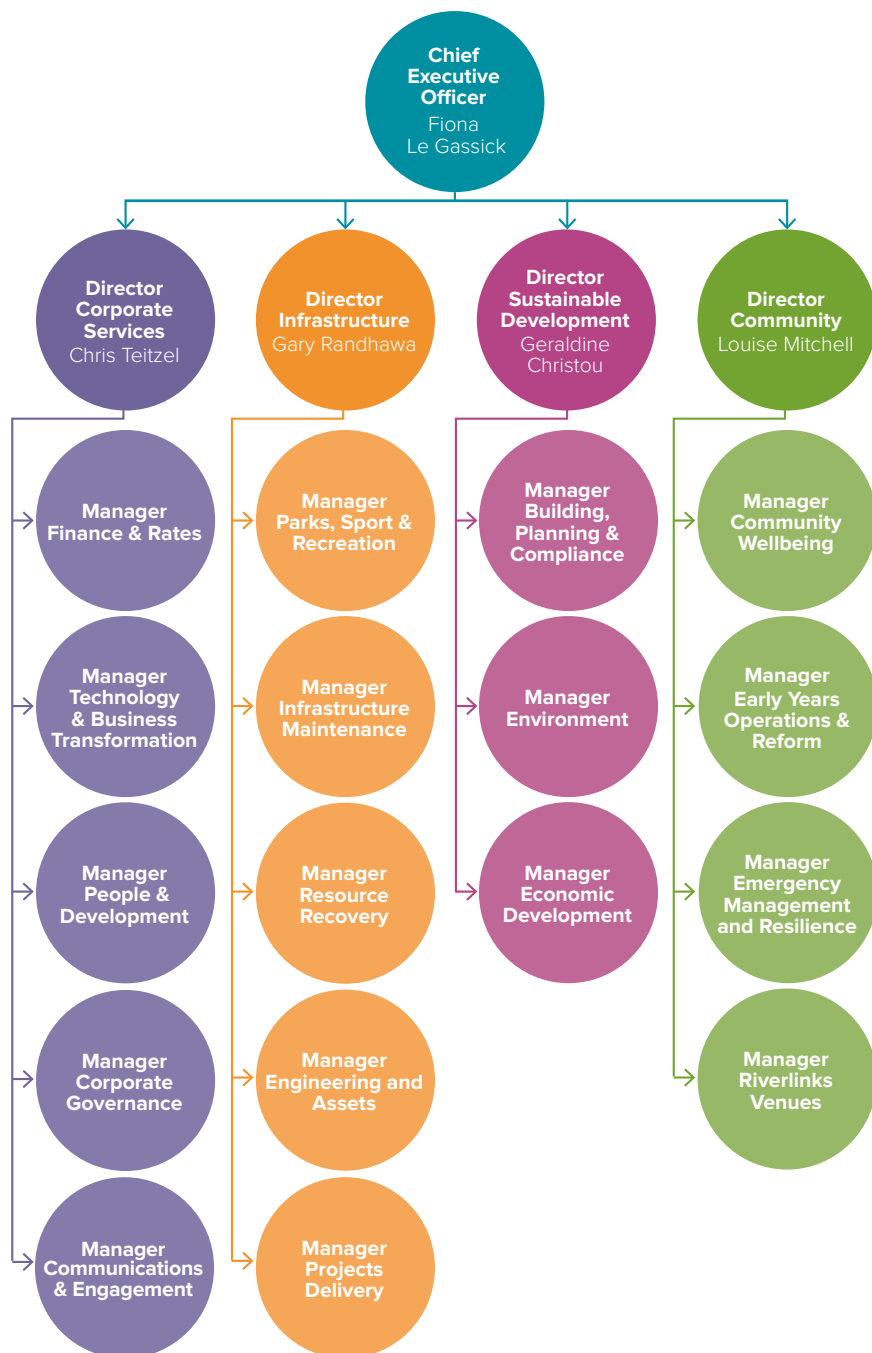 Chief
Executive
Officer
Fiona
Le Gassick
Director
Corporate
Services
Chris Teitzel
Director
Infrastructure
Gary Randhawa
Director
Sustainable
Development
Geraldine
Christou
Director
Community
Louise Mitchell
Manager
Finance & Rates
Manager
Technology
& Business
Transformation
Manager
People &
Development
Manager
Corporate
Governance
Manager
Communications
& Engagement
Manager
Parks, Sport &
Recreation
Manager
Infrastructure
Maintenance
Manager
Resource
Recovery
Manager
Engineering and
Assets
Manager
Projects
Delivery
Manager
Building,
Planning &
Compliance
Manager
Environment
Manager
Economic
Development
Manager
Community
Wellbeing
Manager
Early Years
Operations &
Reform
Manager
Emergency
Management
and Resilience
Manager
Riverlinks
Venues